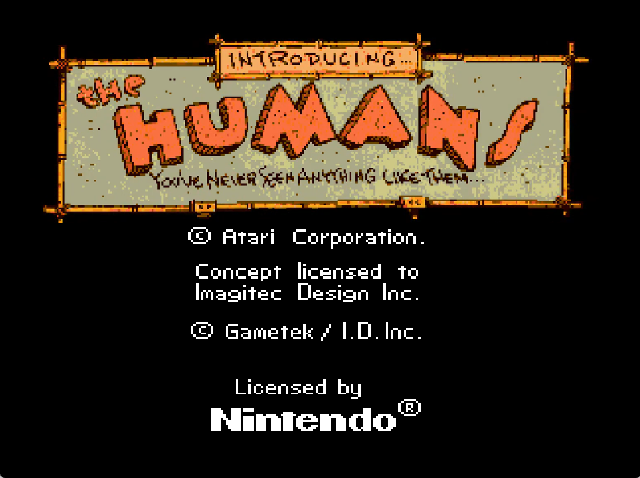 INTRODUCING...
the
HUMANS
YOU'VE NEVER SEEN ANYTHING LIKE THEM...
© Atari Corporation.
Concept licensed to
Imagitec Design Inc.
© Gametek / I.D. Inc.
Licensed by
Nintendo®